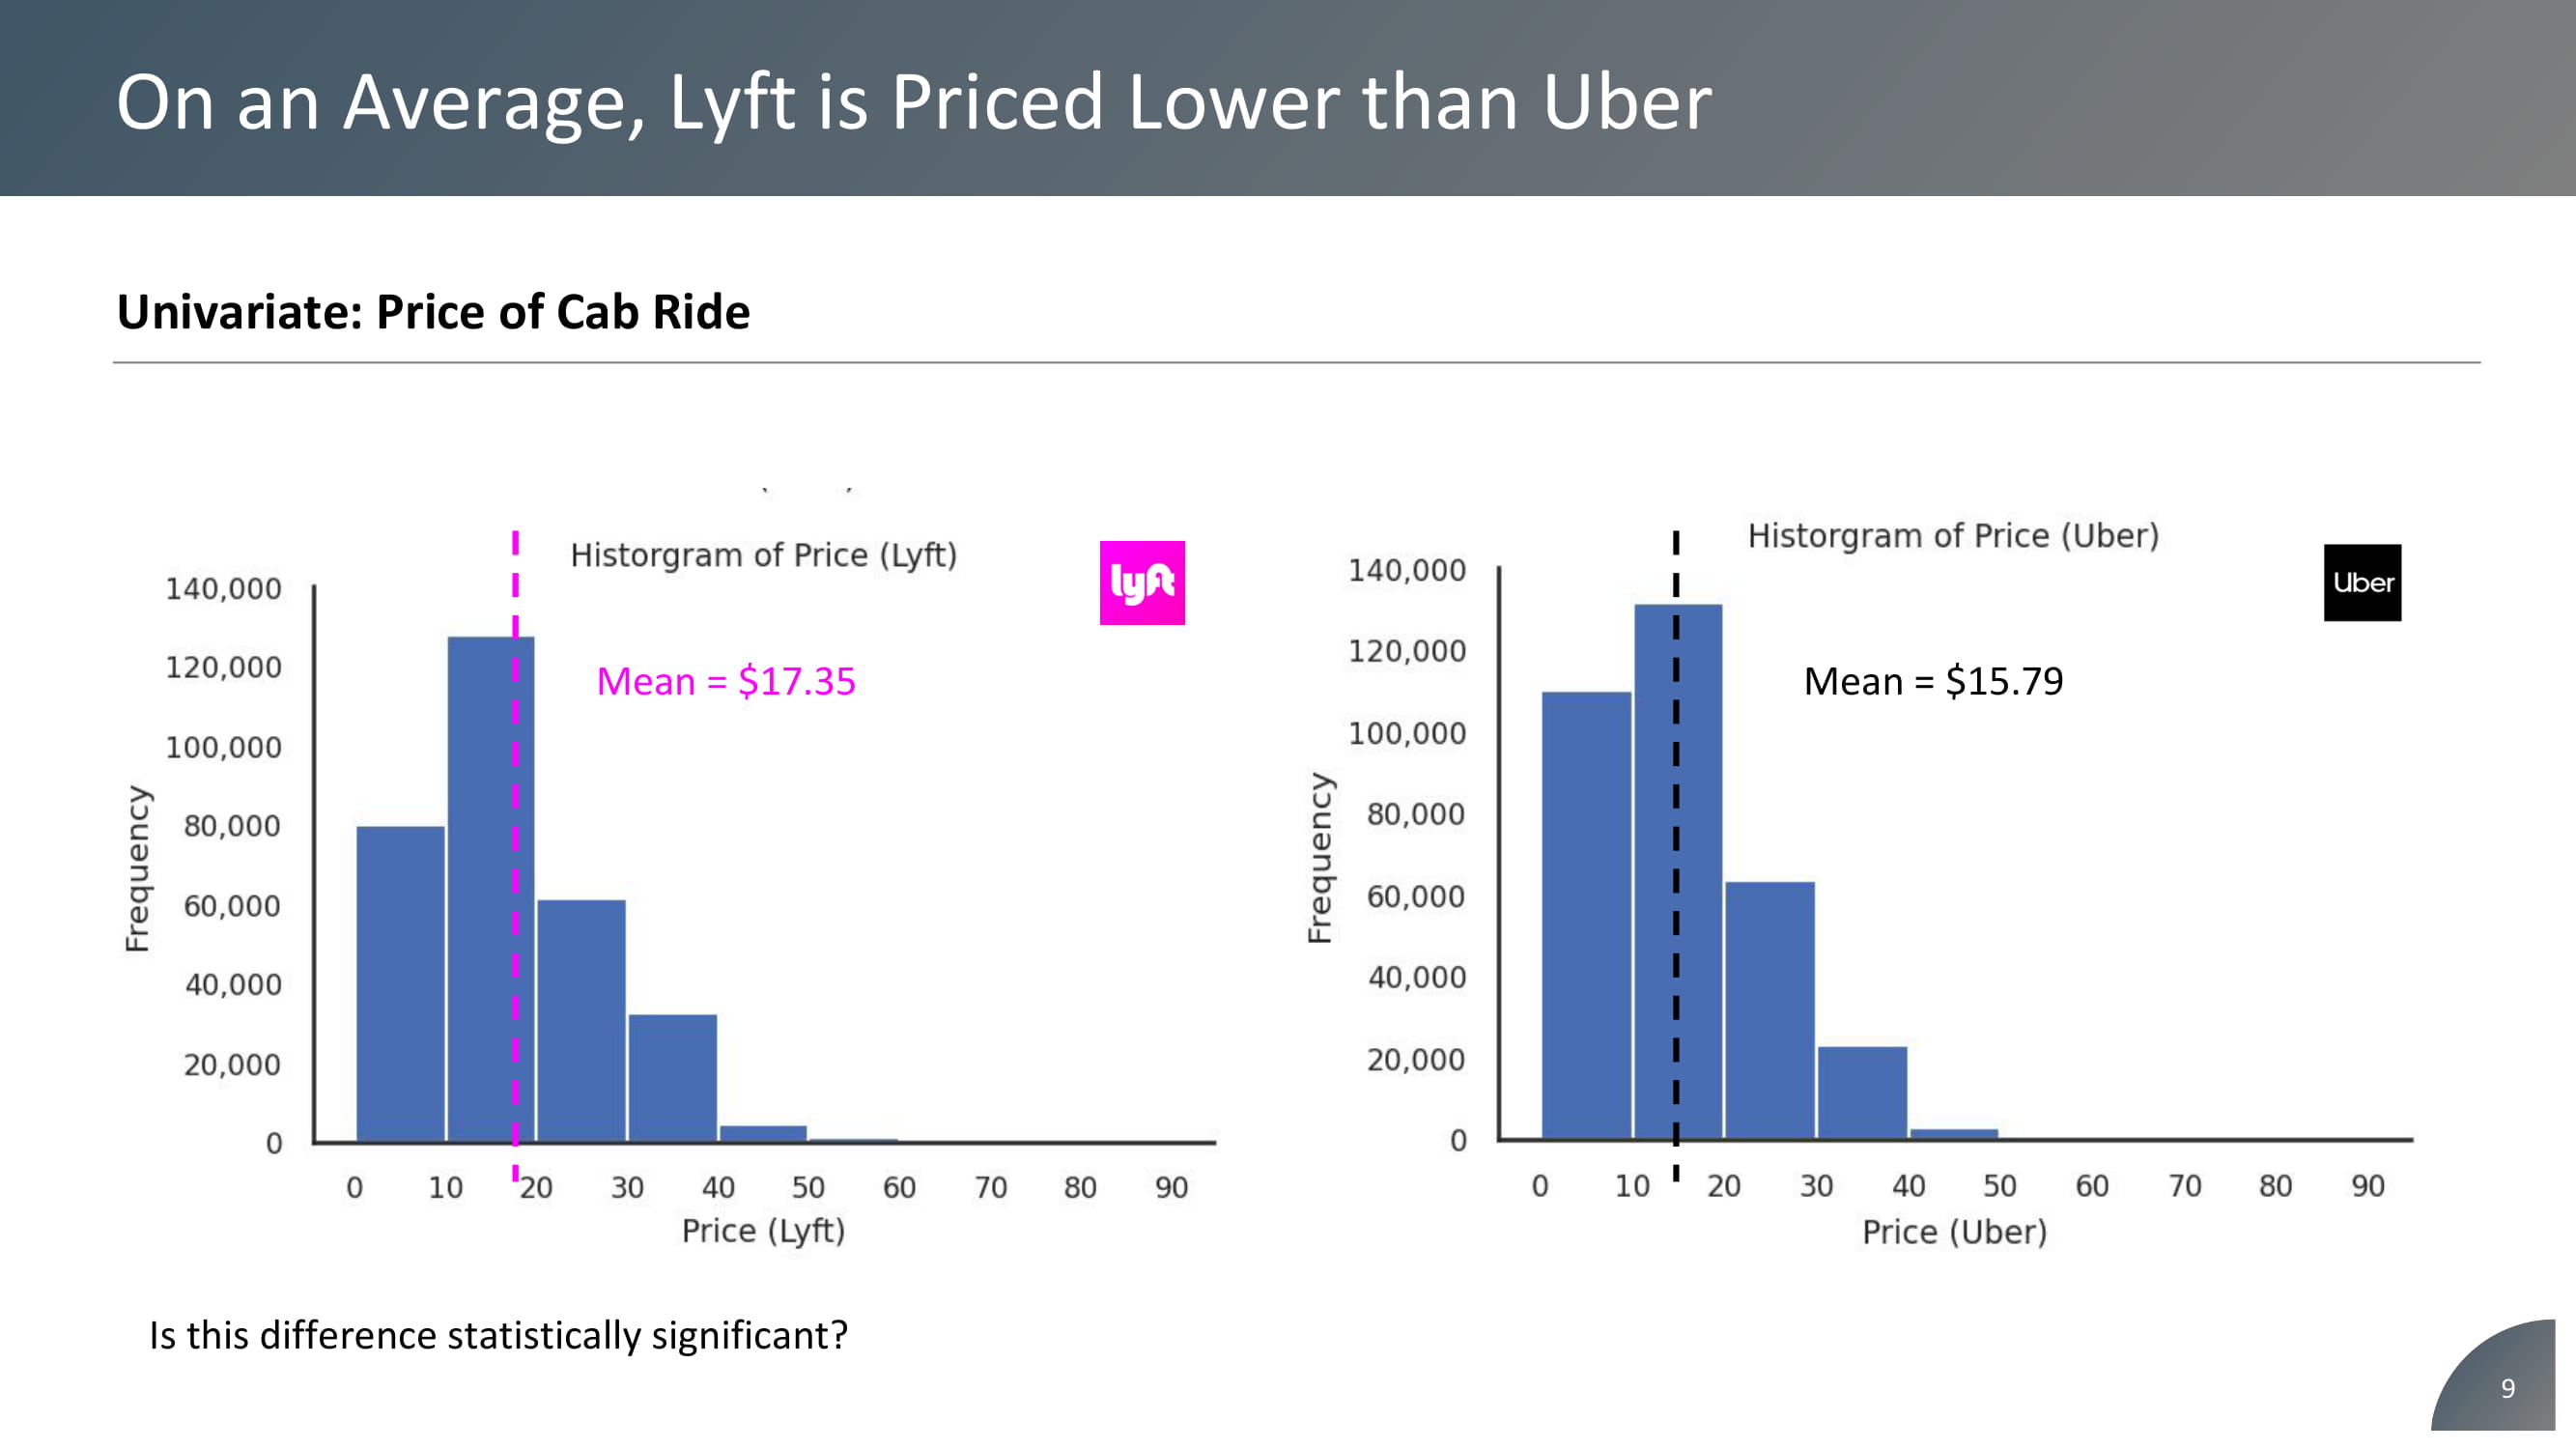 On an Average, Lyft is Priced Lower than Uber
Univariate: Price of Cab Ride
Historgram of Price (Lyft)
lyft
Mean = $17.35
Frequency
140,000
120,000
100,000
80,000
60,000
40,000
20,000
0
0 10 20 30 40 50 60 70 80 90
Price (Lyft)
Historgram of Price (Uber)
Uber
Mean = $15.79
Frequency
140,000
120,000
100,000
80,000
60,000
40,000
20,000
0
0 10 20 30 40 50 60 70 80 90
Price (Uber)
Is this difference statistically significant?
9